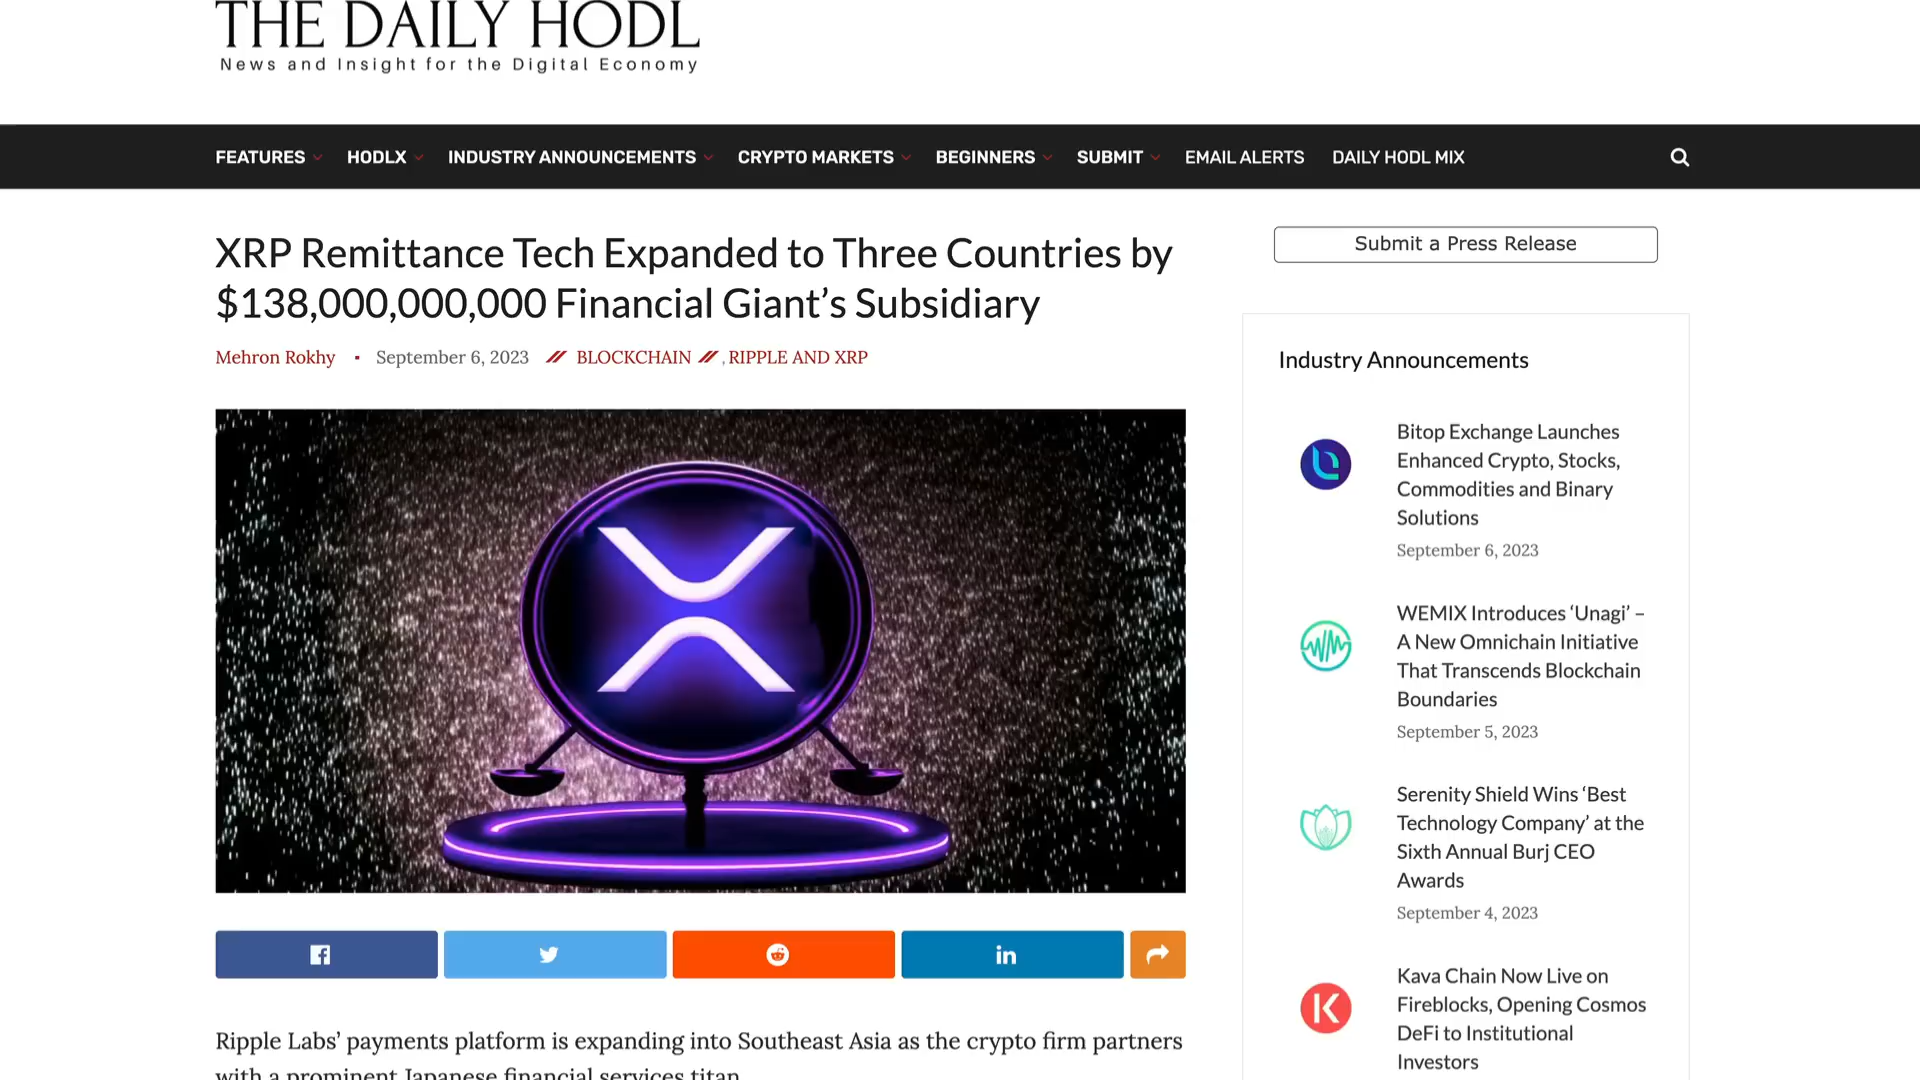 THE DAILY HODL
News and Insight for the Digital Economy
FEATURES HODLX INDUSTRY ANNOUNCEMENTS CRYPTO MARKETS BEGINNERS SUBMIT EMAIL ALERTS DAILY HODL MIX
XRP Remittance Tech Expanded to Three Countries by
$138,000,000,000 Financial Giant’s Subsidiary
Mehron Rokhy ▪ September 6, 2023 // BLOCKCHAIN // , RIPPLE AND XRP
Ripple Labs’ payments platform is expanding into Southeast Asia as the crypto firm partners
with a prominent Japanese financial services titan.
Submit a Press Release
Industry Announcements
Bitop Exchange Launches
Enhanced Crypto, Stocks,
Commodities and Binary
Solutions
September 6, 2023
WEMIX Introduces ‘Unagi’ –
A New Omnichain Initiative
That Transcends Blockchain
Boundaries
September 5, 2023
Serenity Shield Wins ‘Best
Technology Company’ at the
Sixth Annual Burj CEO
Awards
September 4, 2023
Kava Chain Now Live on
Fireblocks, Opening Cosmos
DeFi to Institutional
Investors